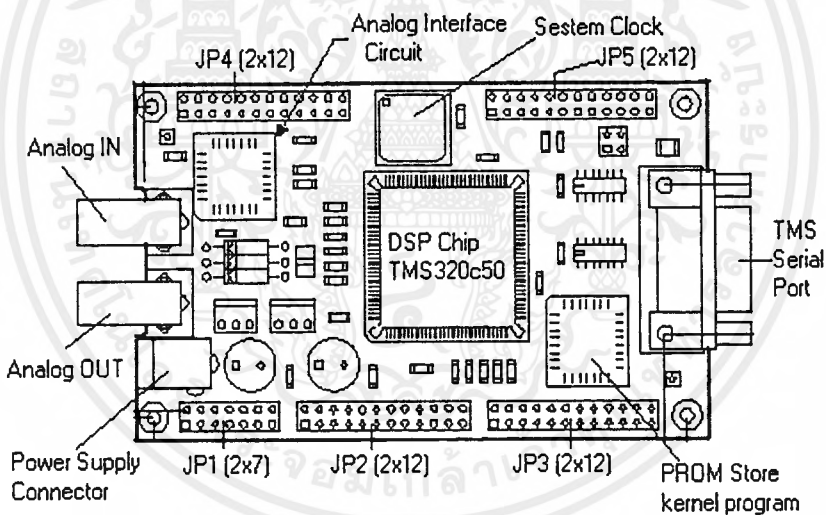 Analog Interface
Circuit
Sestem Clock
JP4 (2x12)
JP5 (2x12)
Analog IN
DSP Chip
TMS320c50
TMS
Serial
Port
Analog OUT
Power Supply
Connector
JP1 (2x7)
JP2 (2x12)
JP3 (2x12)
PROM Store
kernel program